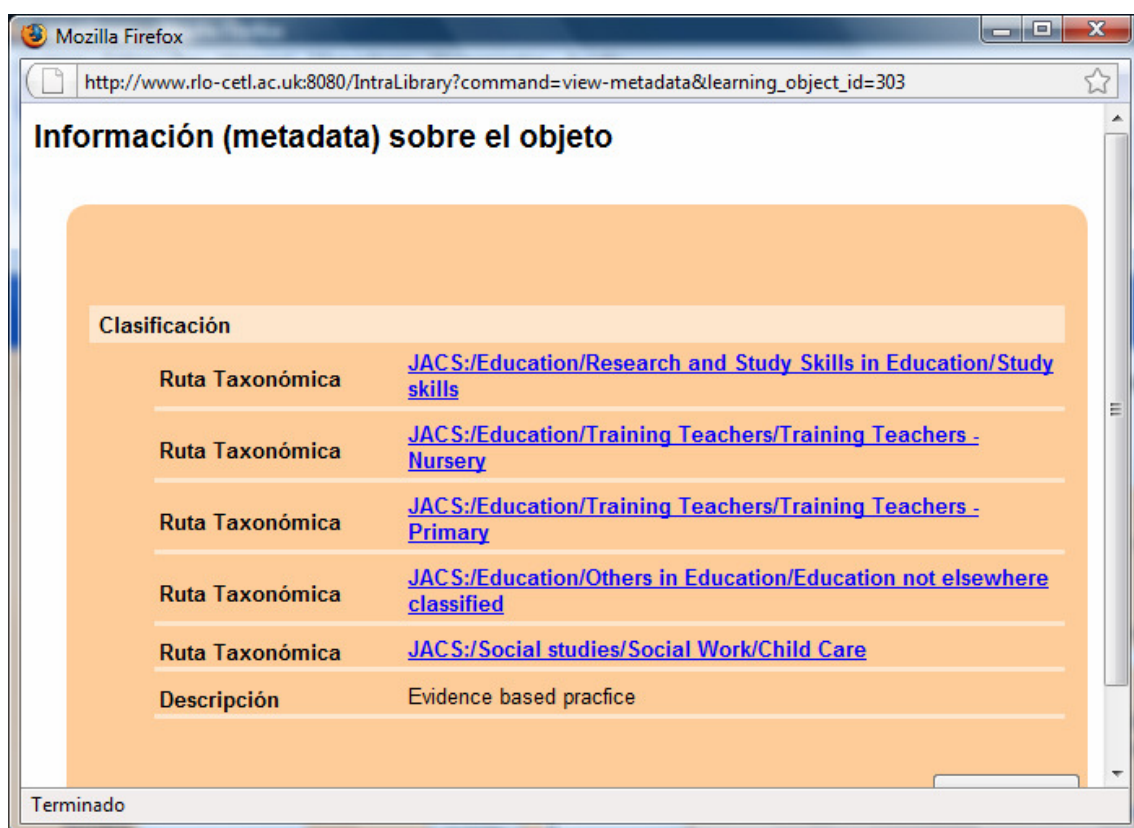 Mozilla Firefox
http://www.rlo-cetl.ac.uk:8080/IntraLibrary?command=view-metadata&learning_object_id=303
Información (metadata) sobre el objeto
Clasificación
Ruta Taxonómica
JACS:/Education/Research and Study Skills in Education/Study
skills
Ruta Taxonómica
JACS:/Education/Training Teachers/Training Teachers -
Nursery
Ruta Taxonómica
JACS:/Education/Training Teachers/Training Teachers -
Primary
Ruta Taxonómica
JACS:/Education/Others in Education/Education not elsewhere
classified
Ruta Taxonómica
JACS:/Social studies/Social Work/Child Care
Descripción
Evidence based pracfice
Terminado